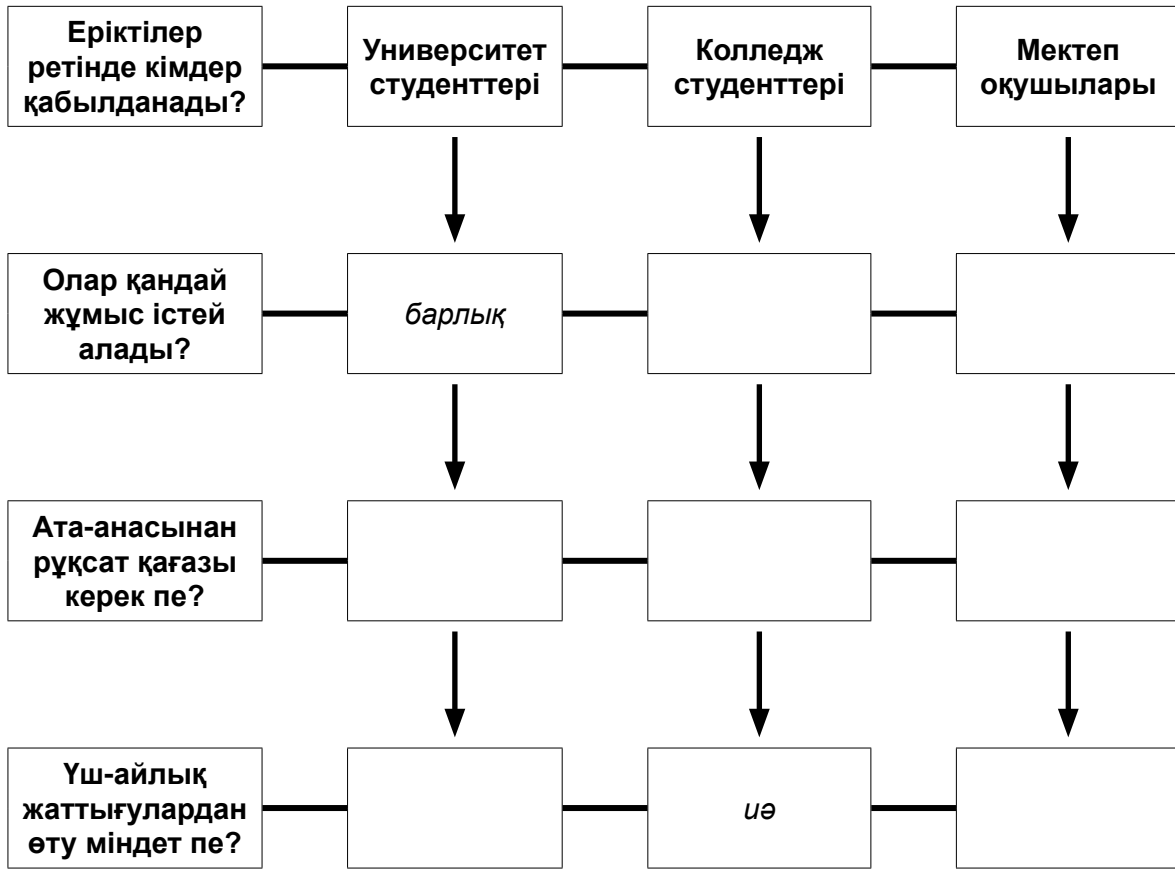 Еріктілер
ретінде кімдер
қабылданады?
Университет
студенттері
Колледж
студенттері
Мектеп
оқушылары
Олар қандай
жұмыс істей
алады?
барлық
Ата-анасынан
рұқсат қағазы
керек пе?
Үш-айлық
жаттығулардан
өту міндет пе?
иә